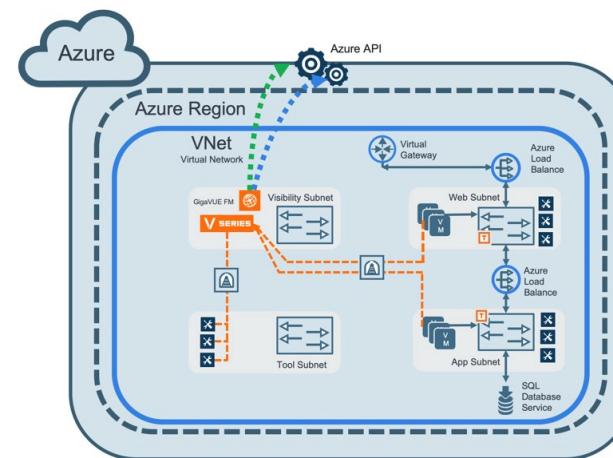 Azure
Azure API
Azure Region
VNet
Virtual Network
Virtual
Gateway
Azure
Load
Balance
GigaVUE FM
Visibility Subnet
Web Subnet
V SERIES
V
V
M
T
Azure
Load
Balance
T
V
V
M
Tool Subnet
App Subnet
SQL
Database
Service